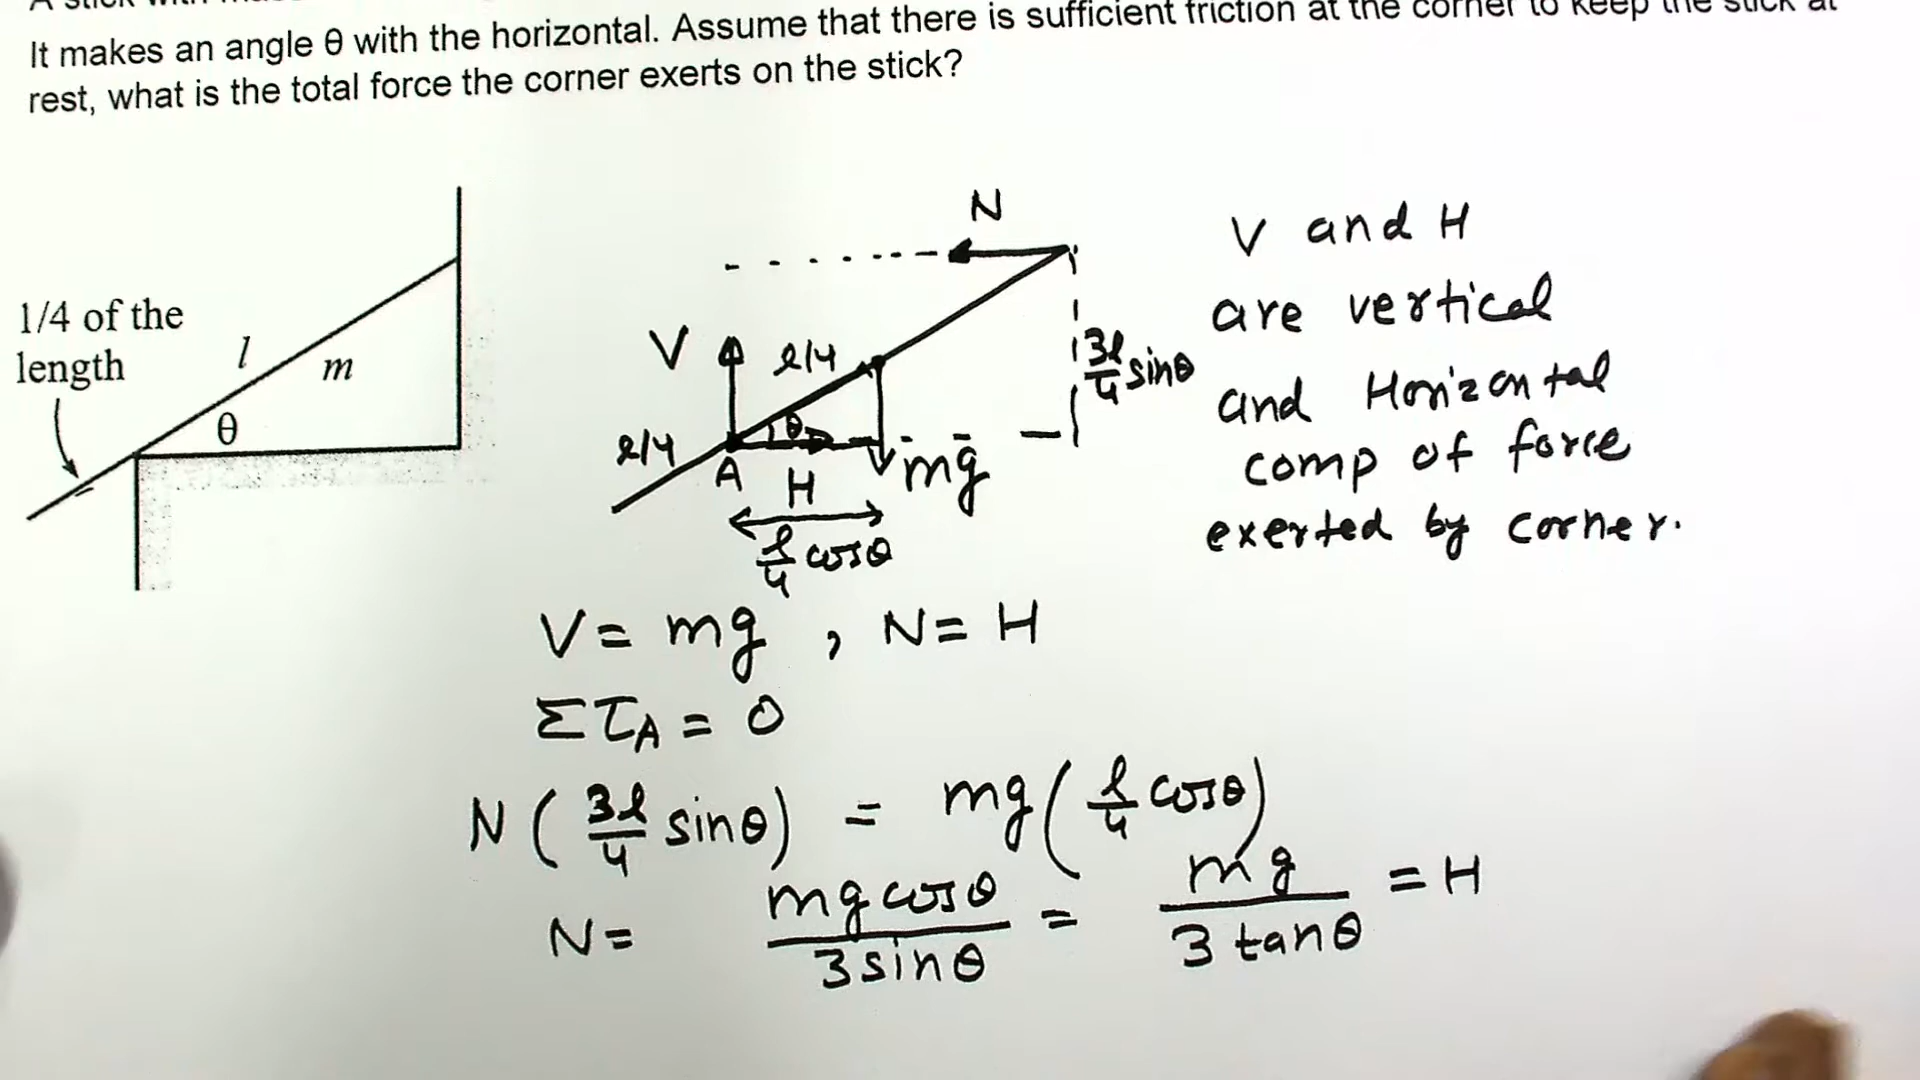 A stick with
It makes an angle θ with the horizontal. Assume that there is sufficient friction at the corner to keep the stick at
rest, what is the total force the corner exerts on the stick?
1/4 of the
length
l
m
θ
N
V
l/4
l/4
θ
A
H
mg
l/4 cosθ
3l/4 sinθ
V and H
are vertical
and Horizontal
comp of force
exerted by corner.
V = mg , N = H
Στ_A = 0
N ( 3l/4 sinθ ) = mg ( l/4 cosθ )
N = mg cosθ / 3 sinθ = mg / 3 tanθ = H